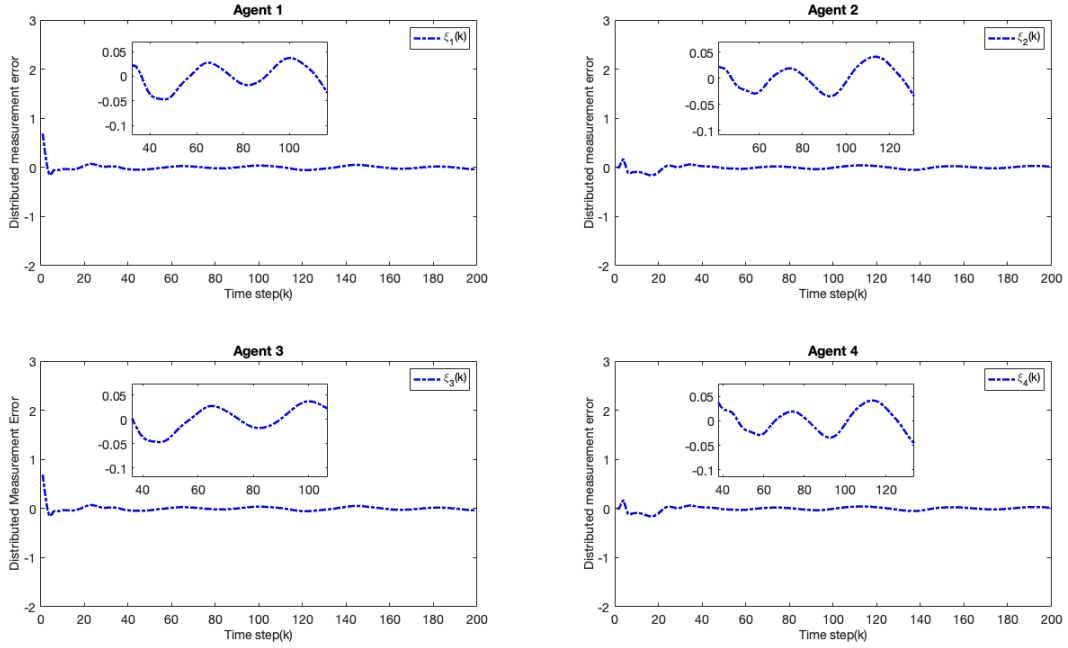 Agent 1
3
2
1
0
-1
-2
Distributed measurement error
ξ1(k)
0.05
0
-0.05
-0.1
40 60 80 100
0 20 40 60 80 100 120 140 160 180 200
Time step(k)
Agent 2
3
2
1
0
-1
-2
Distributed measurement error
ξ2(k)
0.05
0
-0.05
-0.1
60 80 100 120
0 20 40 60 80 100 120 140 160 180 200
Time step(k)
Agent 3
3
2
1
0
-1
-2
Distributed Measurement Error
ξ3(k)
0.05
0
-0.05
-0.1
40 60 80 100
0 20 40 60 80 100 120 140 160 180 200
Time step(k)
Agent 4
3
2
1
0
-1
-2
Distributed measurement error
ξ4(k)
0.05
0
-0.05
-0.1
40 60 80 100 120
0 20 40 60 80 100 120 140 160 180 200
Time step(k)